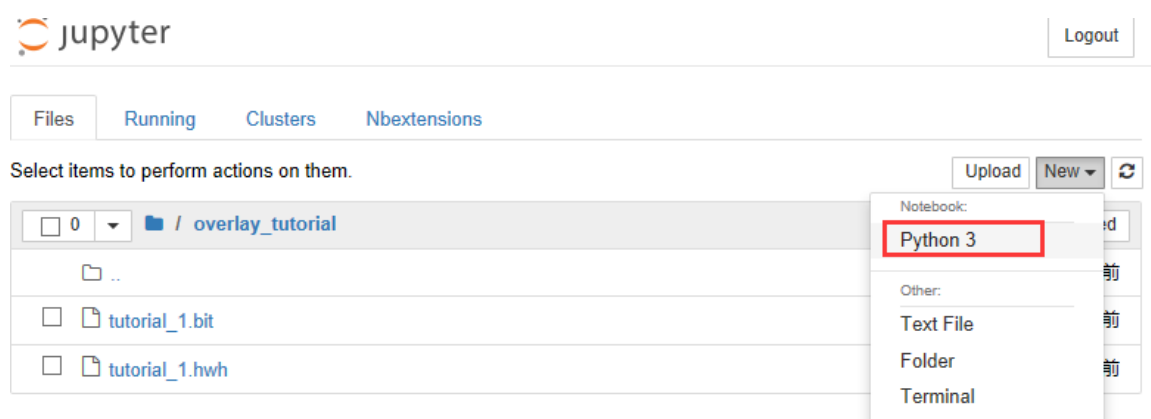 jupyter
Logout
Files Running Clusters Nbextensions
Select items to perform actions on them.
Upload New
Notebook:
0 / overlay_tutorial
Python 3
..
前
Other:
tutorial_1.bit
Text File
前
Folder
tutorial_1.hwh
前
Terminal